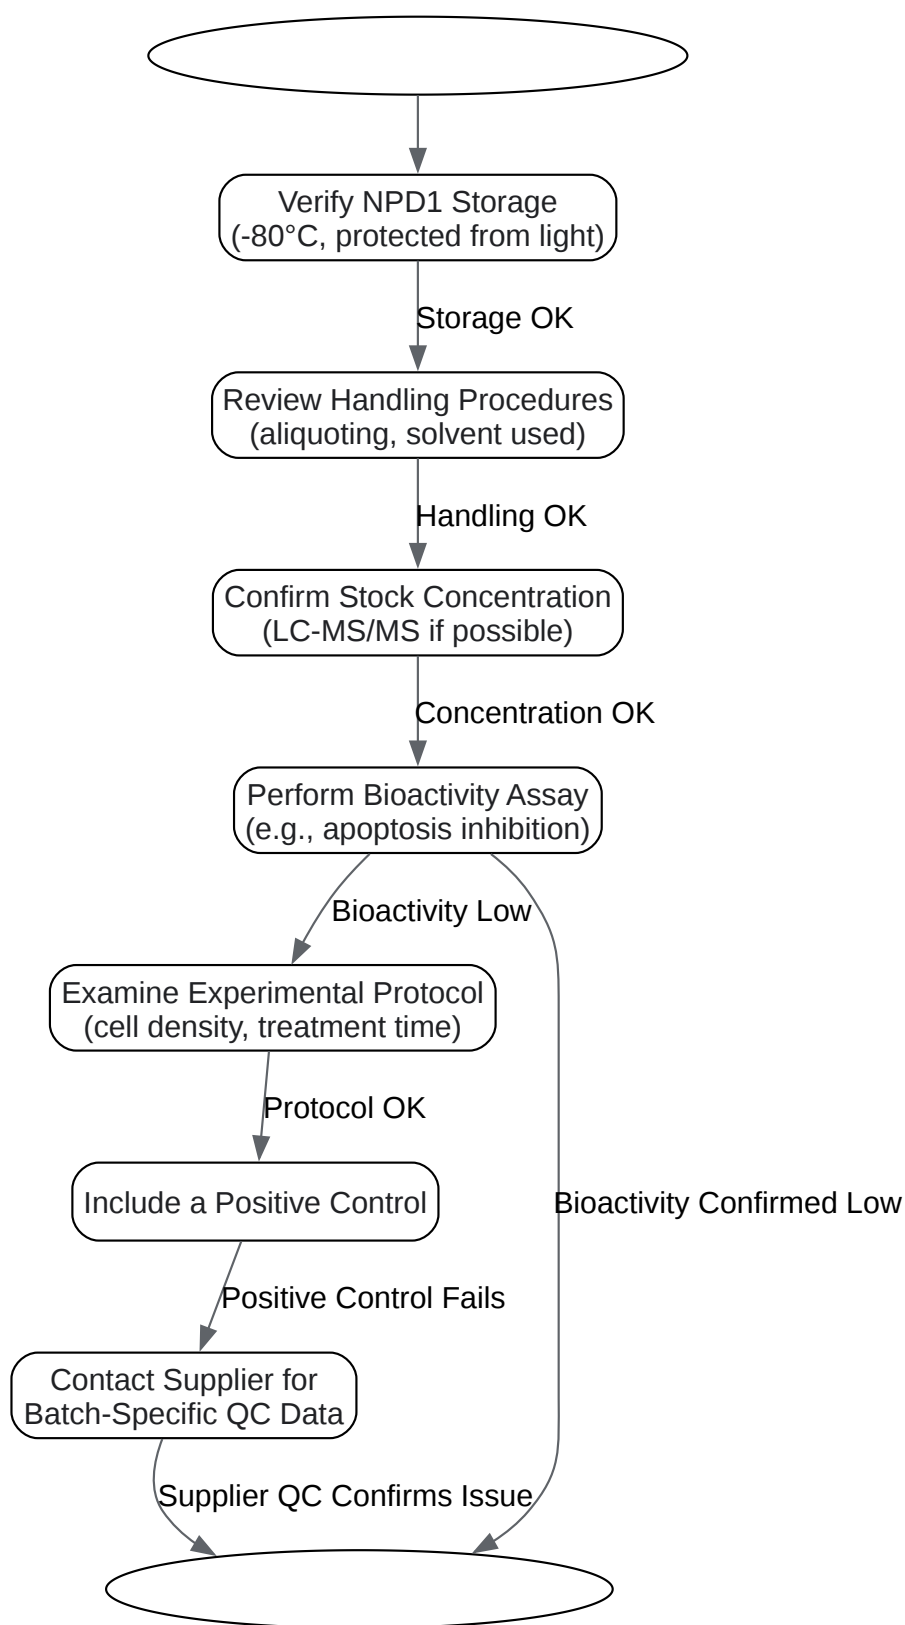 Verify NPD1 Storage
(-80°C, protected from light)
Storage OK
Review Handling Procedures
(aliquoting, solvent used)
Handling OK
Confirm Stock Concentration
(LC-MS/MS if possible)
Concentration OK
Perform Bioactivity Assay
(e.g., apoptosis inhibition)
Bioactivity Low
Examine Experimental Protocol
(cell density, treatment time)
Protocol OK
Include a Positive Control
Bioactivity Confirmed Low
Positive Control Fails
Contact Supplier for
Batch-Specific QC Data
Supplier QC Confirms Issue